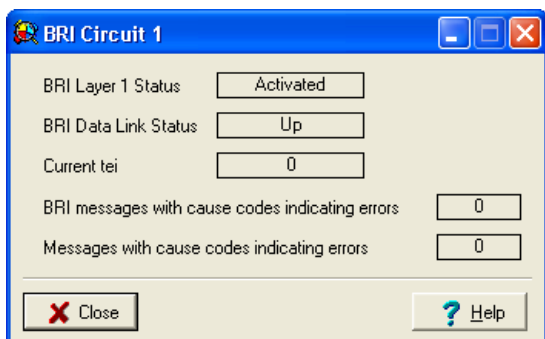 BRI Circuit 1
BRI Layer 1 Status Activated
BRI Data Link Status Up
Current tei 0
BRI messages with cause codes indicating errors 0
Messages with cause codes indicating errors 0
Close Help